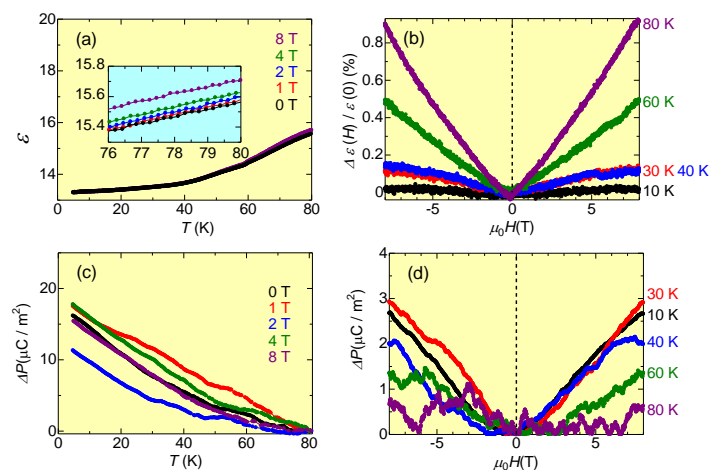 (a)
8 T
4 T
2 T
1 T
0 T
16
15
14
13
ε
15.8
15.6
15.4
76 77 78 79 80
0 20 40 60 80
T (K)
(b)
80 K
60 K
30 K 40 K
10 K
0.8
0.6
0.4
0.2
0
Δ ε (H) / ε (0) (%)
-5 0 5
μ0H(T)
(c)
0 T
1 T
2 T
4 T
8 T
20
10
0
ΔP(μC / m²)
0 20 40 60 80
T (K)
(d)
30 K
10 K
40 K
60 K
80 K
4
3
2
1
0
ΔP(μC / m²)
-5 0 5
μ0H(T)